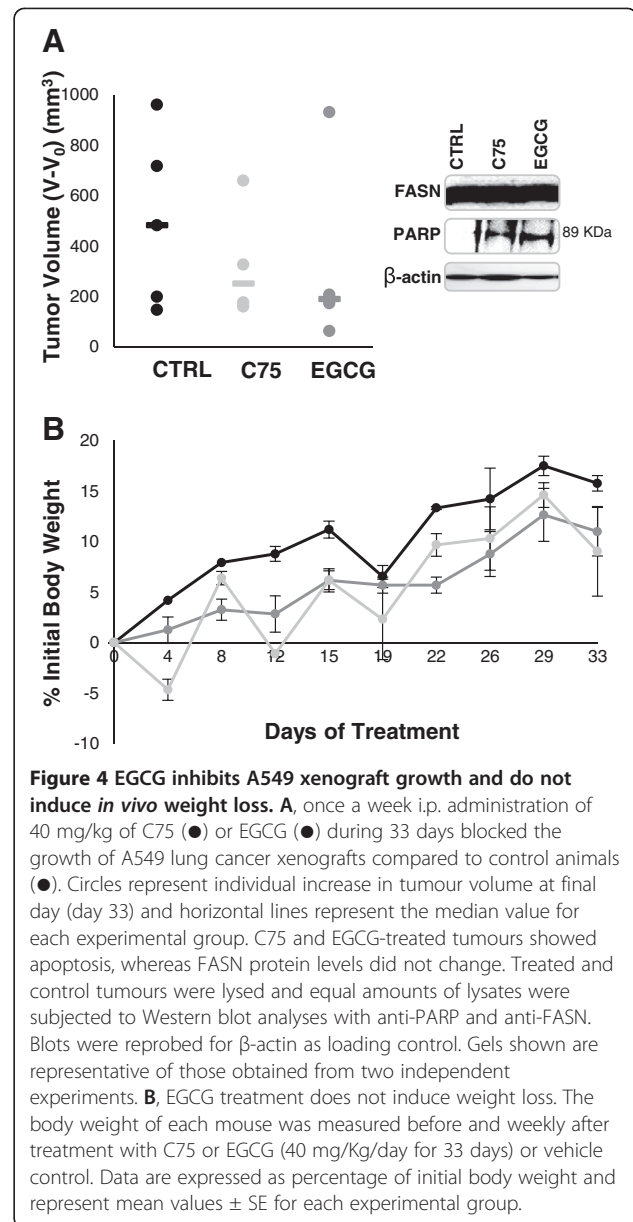 A
Tumor Volume (V-V₀) (mm³)
1000
800
600
400
200
0
CTRL C75 EGCG
CTRL C75 EGCG
FASN
PARP 89 KDa
β-actin
B
% Initial Body Weight
20
15
10
5
0
-5
-10
0 4 8 12 15 19 22 26 29 33
Days of Treatment
Figure 4 EGCG inhibits A549 xenograft growth and do not
induce in vivo weight loss. A, once a week i.p. administration of
40 mg/kg of C75 (●) or EGCG (●) during 33 days blocked the
growth of A549 lung cancer xenografts compared to control animals
(●). Circles represent individual increase in tumour volume at final
day (day 33) and horizontal lines represent the median value for
each experimental group. C75 and EGCG-treated tumours showed
apoptosis, whereas FASN protein levels did not change. Treated and
control tumours were lysed and equal amounts of lysates were
subjected to Western blot analyses with anti-PARP and anti-FASN.
Blots were reprobed for β-actin as loading control. Gels shown are
representative of those obtained from two independent
experiments. B, EGCG treatment does not induce weight loss. The
body weight of each mouse was measured before and weekly after
treatment with C75 or EGCG (40 mg/Kg/day for 33 days) or vehicle
control. Data are expressed as percentage of initial body weight and
represent mean values ± SE for each experimental group.